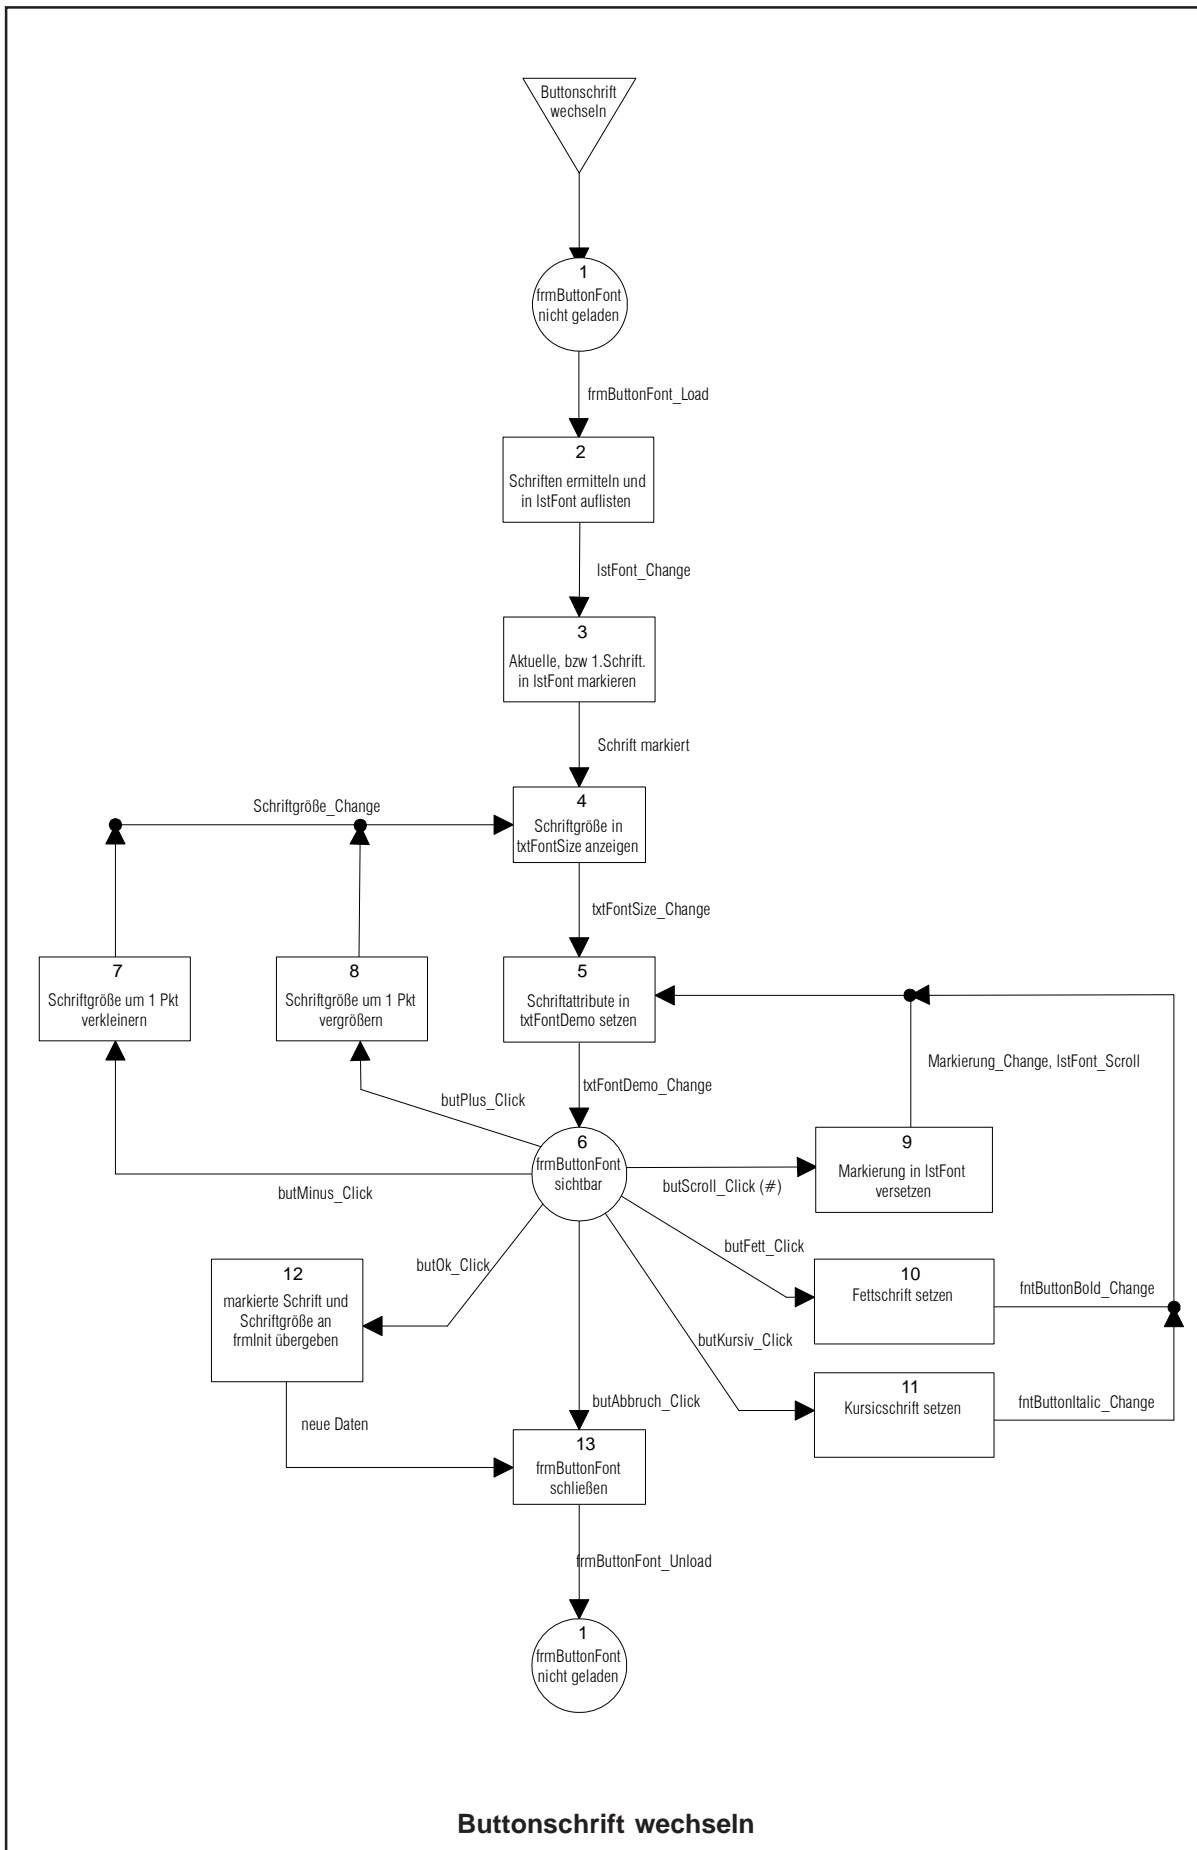 Buttonschrift
wechseln
1
frmButtonFont
nicht geladen
frmButtonFont_Load
2
Schriften ermitteln und
in lstFont auflisten
lstFont_Change
3
Aktuelle, bzw 1.Schrift.
in lstFont markieren
Schrift markiert
Schriftgröße_Change
4
Schriftgröße in
txtFontSize anzeigen
txtFontSize_Change
7
Schriftgröße um 1 Pkt
verkleinern
8
Schriftgröße um 1 Pkt
vergrößern
5
Schriftattribute in
txtFontDemo setzen
Markierung_Change, lstFont_Scroll
txtFontDemo_Change
butPlus_Click
6
frmButtonFont
sichtbar
9
Markierung in lstFont
versetzen
butMinus_Click
butScroll_Click (#)
butFett_Click
butOk_Click
12
markierte Schrift und
Schriftgröße an
frmInit übergeben
10
Fettschrift setzen
fntButtonBold_Change
butKursiv_Click
11
Kursicschrift setzen
fntButtonItalic_Change
butAbbruch_Click
neue Daten
13
frmButtonFont
schließen
frmButtonFont_Unload
1
frmButtonFont
nicht geladen
Buttonschrift wechseln